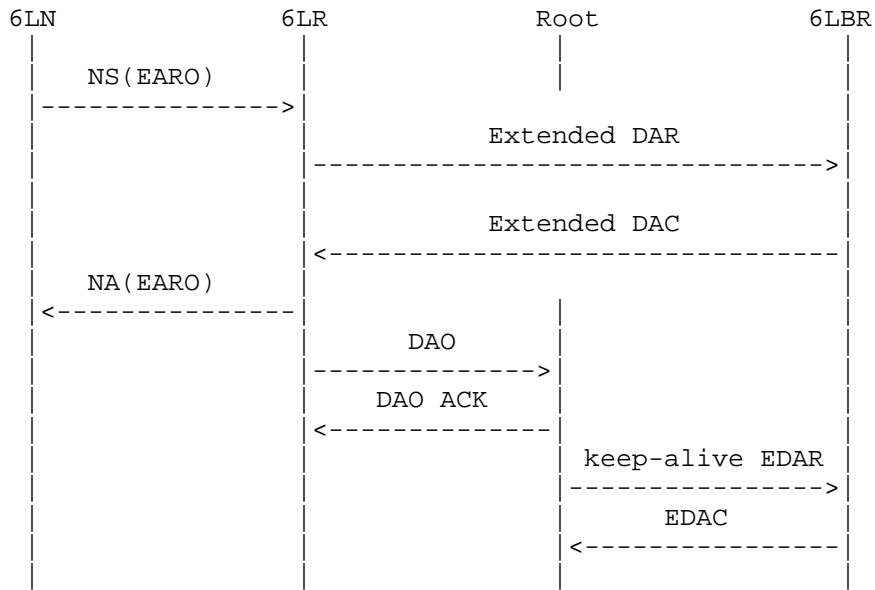 6LN 6LR Root 6LBR
NS(EARO)
Extended DAR
Extended DAC
NA(EARO)
DAO
DAO ACK
keep-alive EDAR
EDAC